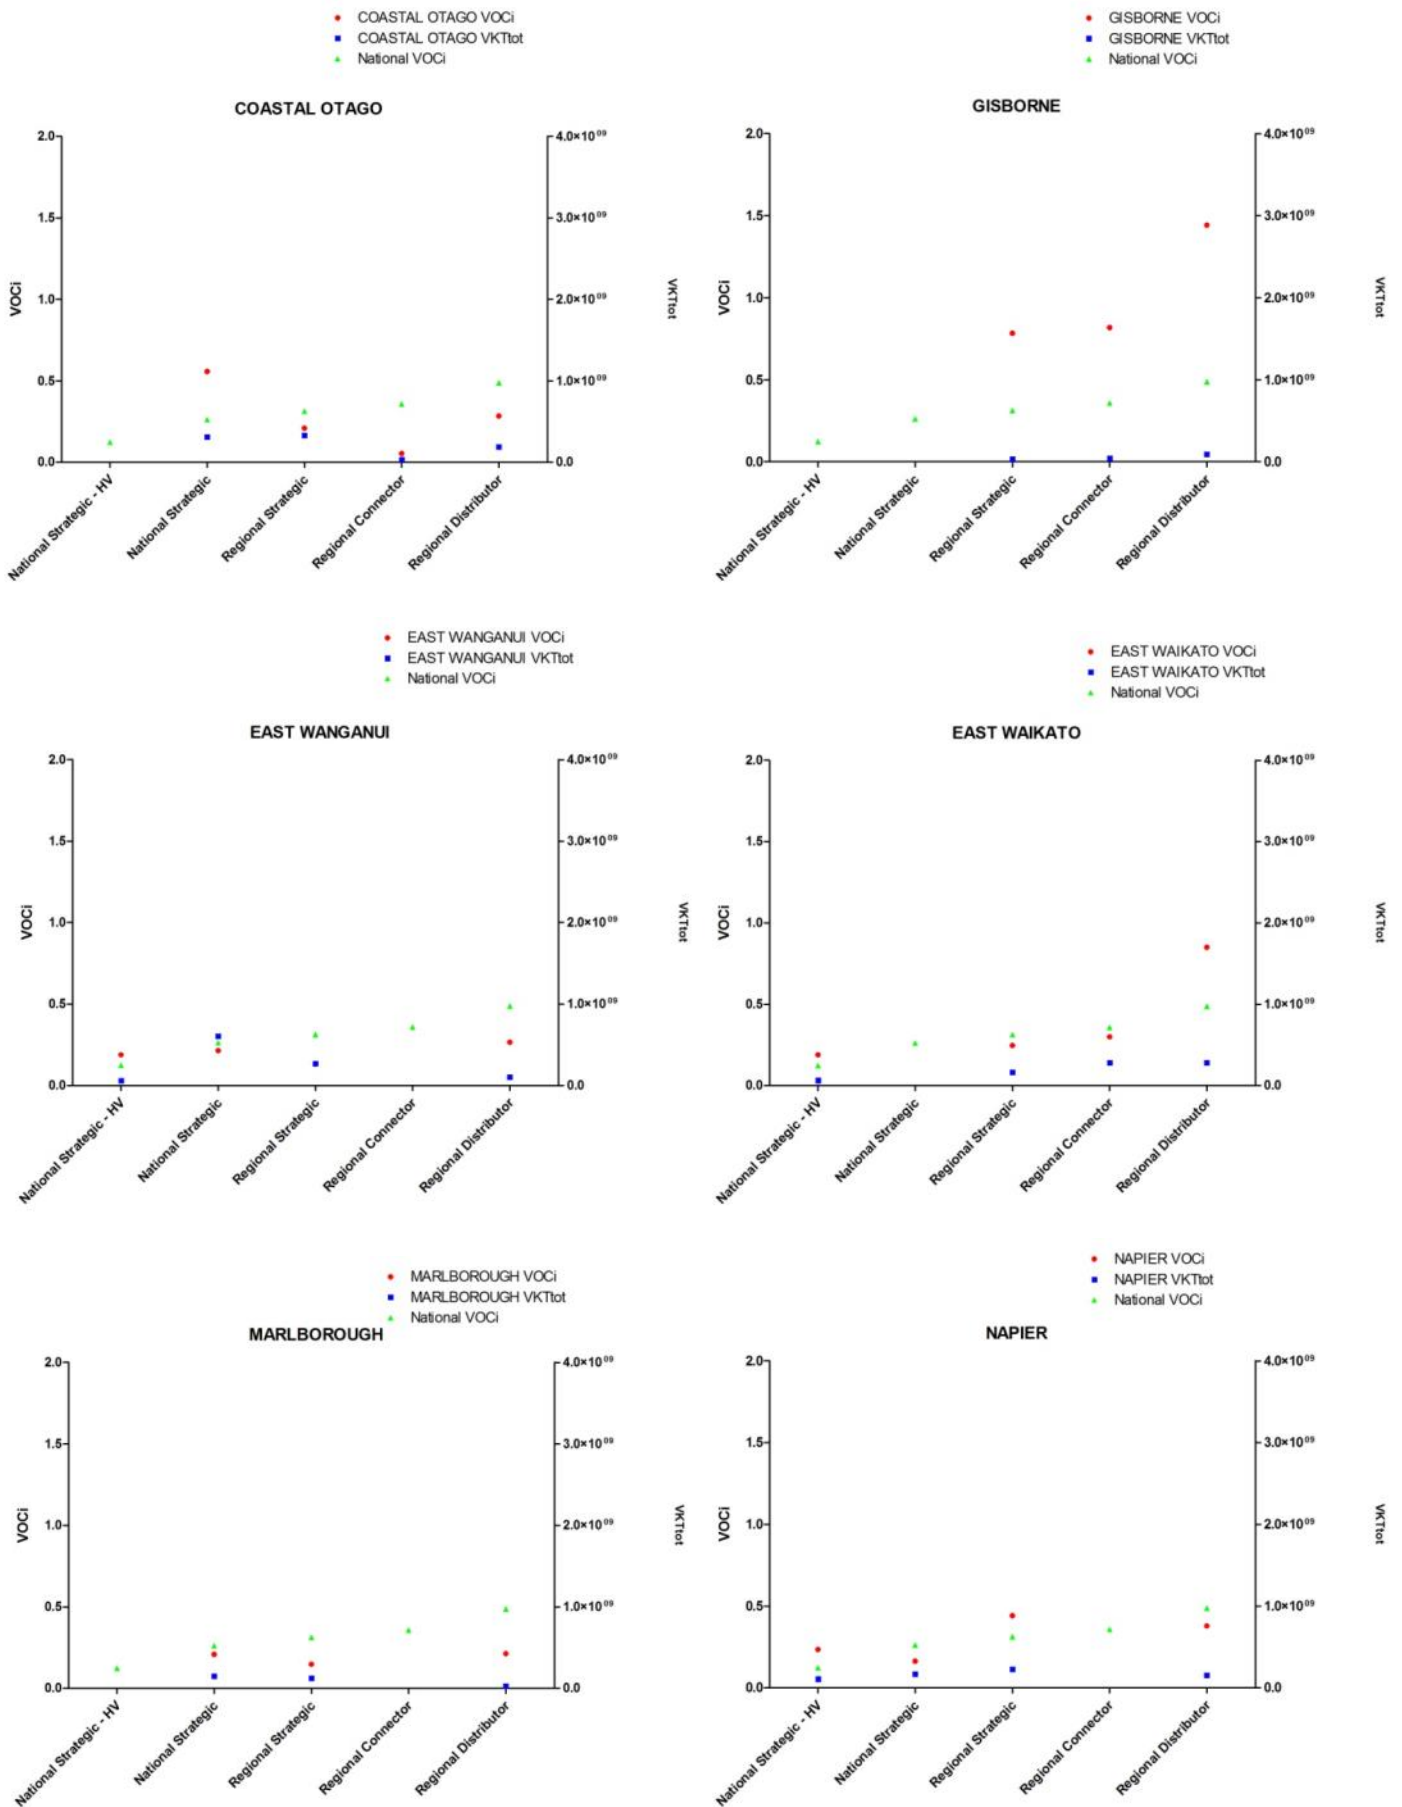 COASTAL OTAGO VOCi
COASTAL OTAGO VKTtot
National VOCi
COASTAL OTAGO
2.0
1.5
1.0
0.5
0.0
VOCi
4.0×10⁰⁹
3.0×10⁰⁹
2.0×10⁰⁹
1.0×10⁰⁹
0.0
VKTtot
National Strategic - HV
National Strategic
Regional Strategic
Regional Connector
Regional Distributor
GISBORNE VOCi
GISBORNE VKTtot
National VOCi
GISBORNE
2.0
1.5
1.0
0.5
0.0
VOCi
4.0×10⁰⁹
3.0×10⁰⁹
2.0×10⁰⁹
1.0×10⁰⁹
0.0
VKTtot
National Strategic - HV
National Strategic
Regional Strategic
Regional Connector
Regional Distributor
EAST WANGANUI VOCi
EAST WANGANUI VKTtot
National VOCi
EAST WANGANUI
2.0
1.5
1.0
0.5
0.0
VOCi
4.0×10⁰⁹
3.0×10⁰⁹
2.0×10⁰⁹
1.0×10⁰⁹
0.0
VKTtot
National Strategic - HV
National Strategic
Regional Strategic
Regional Connector
Regional Distributor
EAST WAIKATO VOCi
EAST WAIKATO VKTtot
National VOCi
EAST WAIKATO
2.0
1.5
1.0
0.5
0.0
VOCi
4.0×10⁰⁹
3.0×10⁰⁹
2.0×10⁰⁹
1.0×10⁰⁹
0.0
VKTtot
National Strategic - HV
National Strategic
Regional Strategic
Regional Connector
Regional Distributor
MARLBOROUGH VOCi
MARLBOROUGH VKTtot
National VOCi
MARLBOROUGH
2.0
1.5
1.0
0.5
0.0
VOCi
4.0×10⁰⁹
3.0×10⁰⁹
2.0×10⁰⁹
1.0×10⁰⁹
0.0
VKTtot
National Strategic - HV
National Strategic
Regional Strategic
Regional Connector
Regional Distributor
NAPIER VOCi
NAPIER VKTtot
National VOCi
NAPIER
2.0
1.5
1.0
0.5
0.0
VOCi
4.0×10⁰⁹
3.0×10⁰⁹
2.0×10⁰⁹
1.0×10⁰⁹
0.0
VKTtot
National Strategic - HV
National Strategic
Regional Strategic
Regional Connector
Regional Distributor